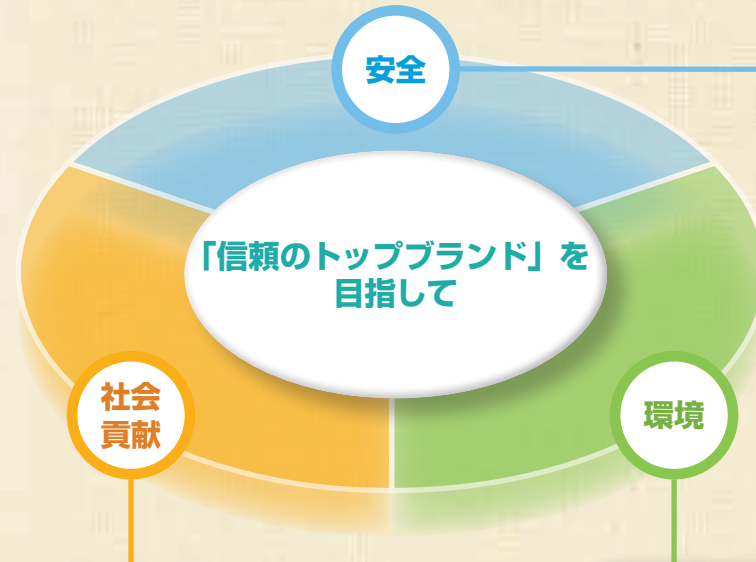 安全
「信頼のトップブランド」を
目指して
社会
貢献
環境